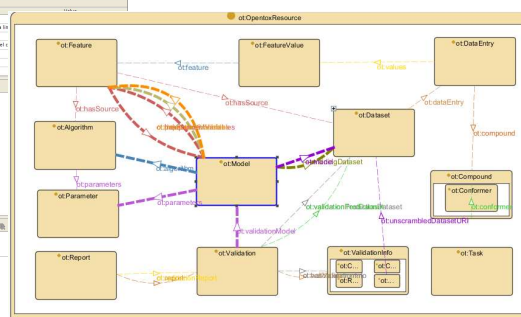 ot:OpentoxResource
ot:Feature
ot:FeatureValue
ot:DataEntry
ot:feature
ot:values
ot:hasSource
ot:hasSource
ot:dataEntry
ot:Algorithm
ot:Dataset
ot:compound
ot:algorithm
ot:Model
ot:Compound
ot:Conformer
ot:conformer
ot:parameters
ot:parameters
ot:Parameter
ot:unscrambledDatasetURI
ot:validationModel
ot:Report
ot:Validation
ot:ValidationInfo
ot:C...
ot:C...
ot:R...
ot:...
ot:Task